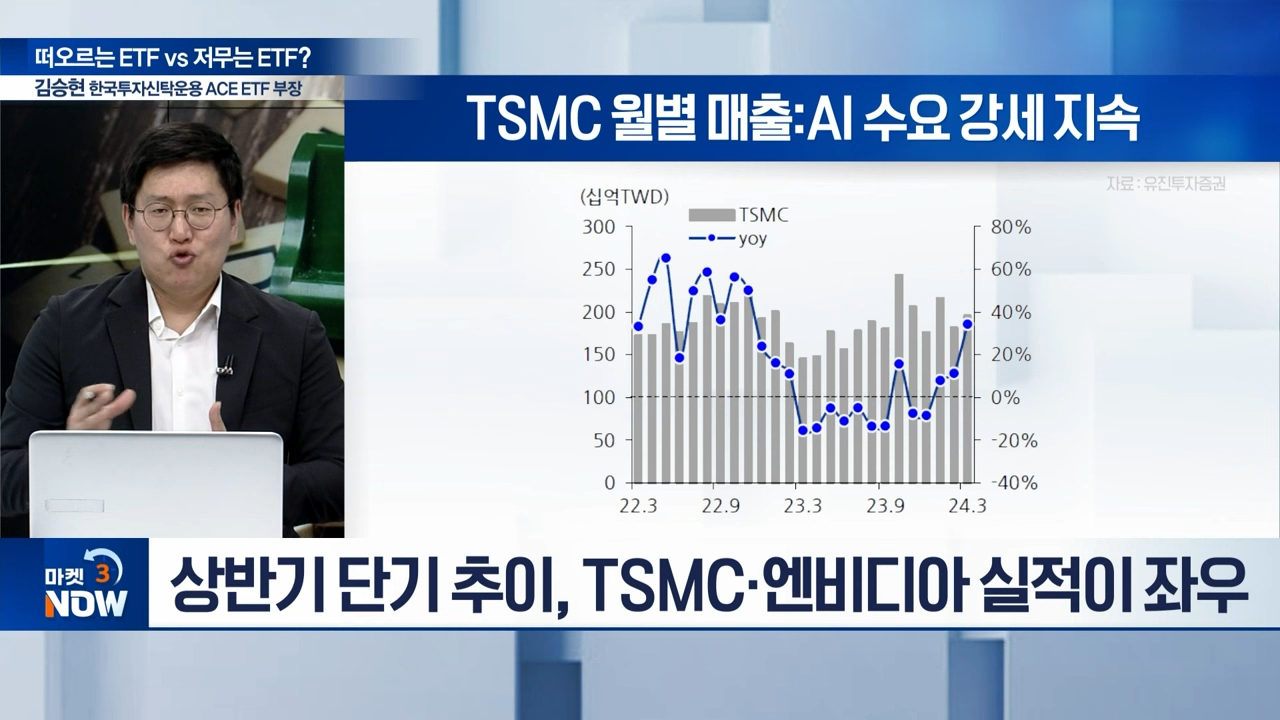 떠오르는 ETF vs 저무는 ETF?
김승현 한국투자신탁운용 ACE ETF 부장
TSMC 월별 매출:AI 수요 강세 지속
자료 : 유진투자증권
(십억TWD)
TSMC
yoy
300
250
200
150
100
50
0
80%
60%
40%
20%
0%
-20%
-40%
22.3 22.9 23.3 23.9 24.3
마켓 3
NOW
상반기 단기 추이, TSMC·엔비디아 실적이 좌우